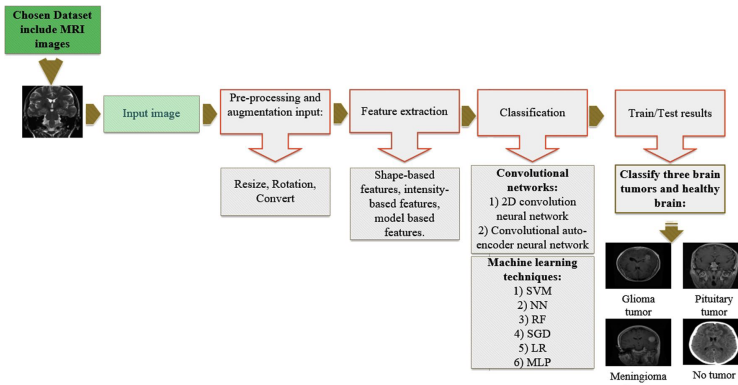 Chosen Dataset
include MRI
images
Input image
Pre-processing and
augmentation input:
Resize, Rotation,
Convert
Feature extraction
Shape-based
features, intensity-
based features,
model based
features.
Classification
Convolutional
networks:
1) 2D convolution
neural network
2) Convolutional auto-
encoder neural network
Machine learning
techniques:
1) SVM
2) NN
3) RF
4) SGD
5) LR
6) MLP
Train/Test results
Classify three brain
tumors and healthy
brain:
Glioma
tumor
Pituitary
tumor
Meningioma
No tumor